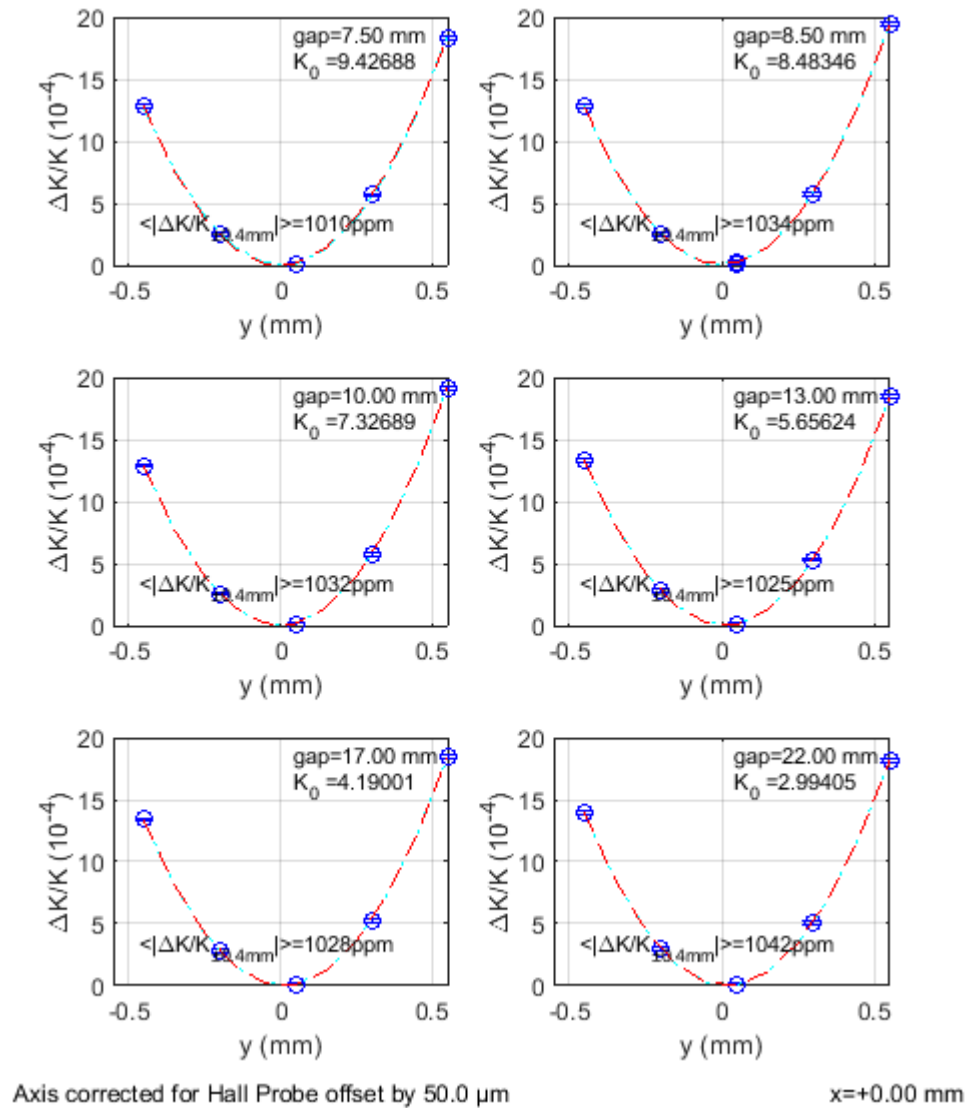 20
15
10
5
0
ΔK/K (10⁻⁴)
gap=7.50 mm
K₀ =9.42688
<|ΔK/K .4mm|>=1010ppm
-0.5 0 0.5
y (mm)
20
15
10
5
0
ΔK/K (10⁻⁴)
gap=8.50 mm
K₀ =8.48346
<|ΔK/K .4mm|>=1034ppm
-0.5 0 0.5
y (mm)
20
15
10
5
0
ΔK/K (10⁻⁴)
gap=10.00 mm
K₀ =7.32689
<|ΔK/K .4mm|>=1032ppm
-0.5 0 0.5
y (mm)
20
15
10
5
0
ΔK/K (10⁻⁴)
gap=13.00 mm
K₀ =5.65624
<|ΔK/K .4mm|>=1025ppm
-0.5 0 0.5
y (mm)
20
15
10
5
0
ΔK/K (10⁻⁴)
gap=17.00 mm
K₀ =4.19001
<|ΔK/K .4mm|>=1028ppm
-0.5 0 0.5
y (mm)
20
15
10
5
0
ΔK/K (10⁻⁴)
gap=22.00 mm
K₀ =2.99405
<|ΔK/K .4mm|>=1042ppm
-0.5 0 0.5
y (mm)
Axis corrected for Hall Probe offset by 50.0 μm
x=+0.00 mm